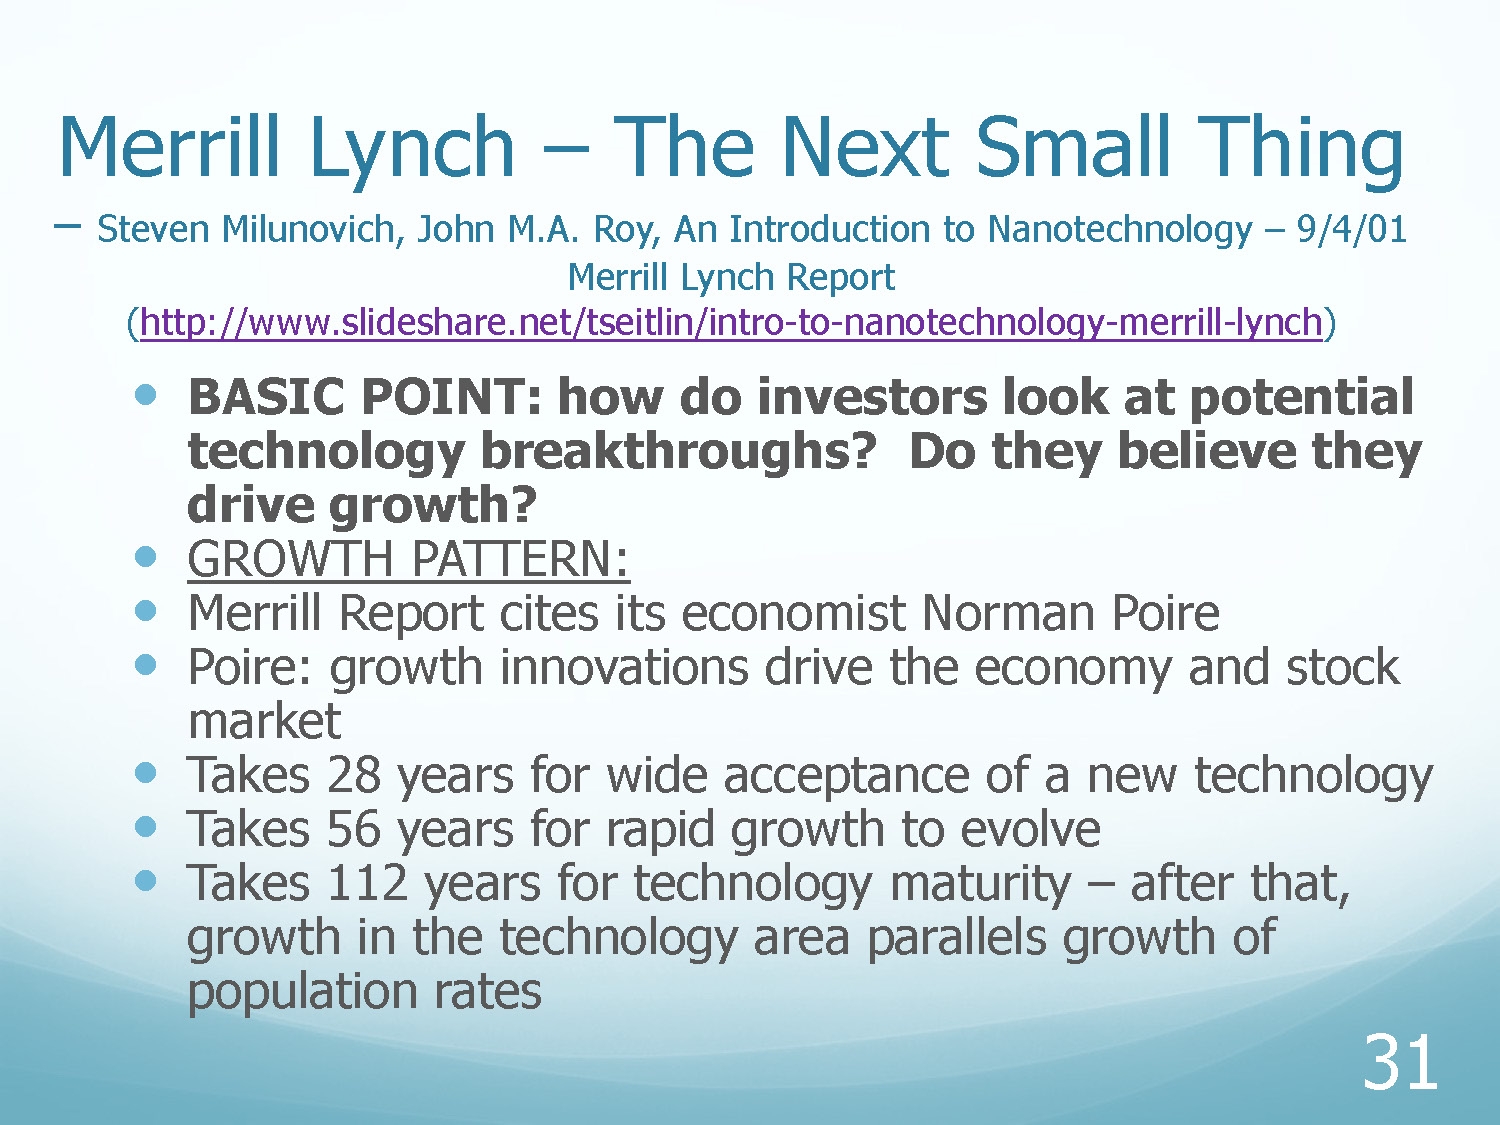 Merrill Lynch – The Next Small Thing
– Steven Milunovich, John M.A. Roy, An Introduction to Nanotechnology – 9/4/01
Merrill Lynch Report
(http://www.slideshare.net/tseitlin/intro-to-nanotechnology-merrill-lynch)
• BASIC POINT: how do investors look at potential
technology breakthroughs? Do they believe they
drive growth?
• GROWTH PATTERN:
• Merrill Report cites its economist Norman Poire
• Poire: growth innovations drive the economy and stock
market
• Takes 28 years for wide acceptance of a new technology
• Takes 56 years for rapid growth to evolve
• Takes 112 years for technology maturity – after that,
growth in the technology area parallels growth of
population rates
31